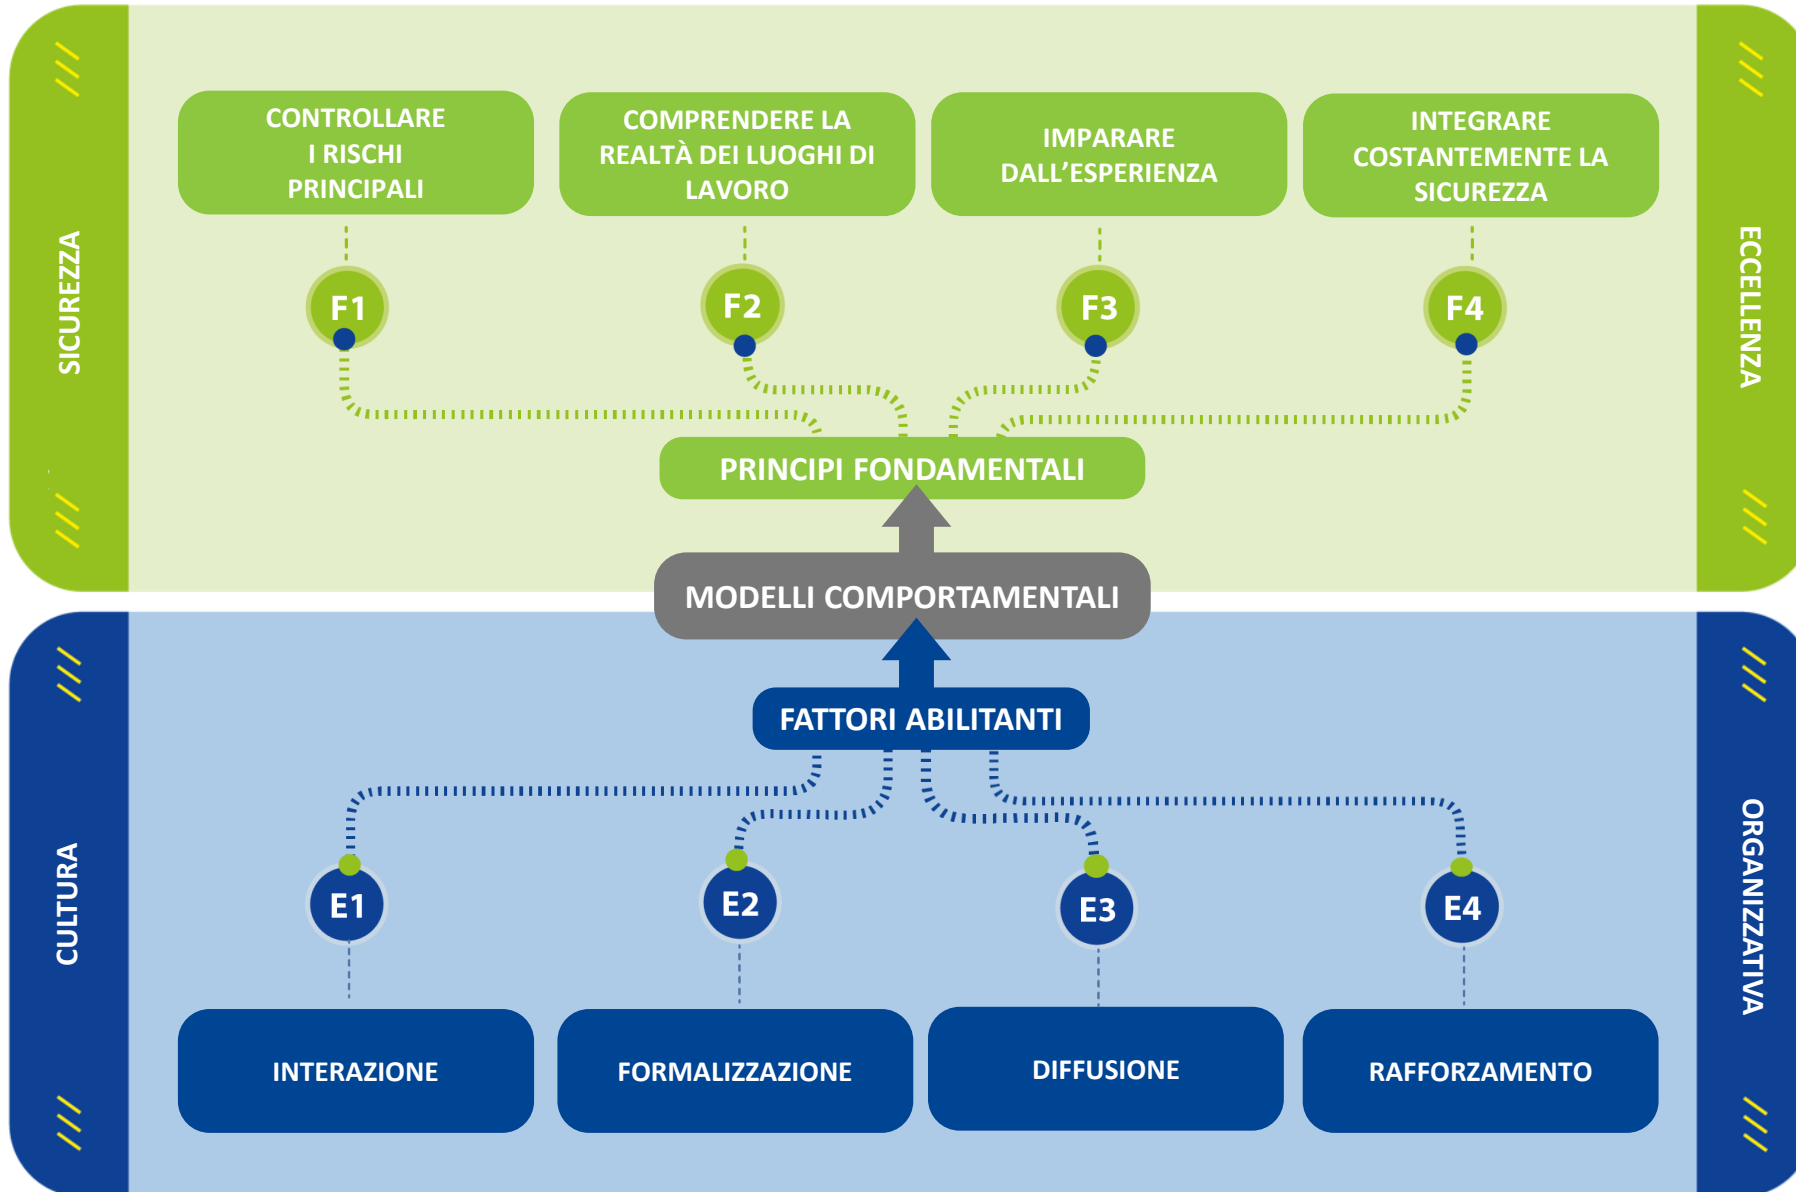 CONTROLLARE
I RISCHI
PRINCIPALI
COMPRENDERE LA
REALTÀ DEI LUOGHI DI
LAVORO
IMPARARE
DALL’ESPERIENZA
INTEGRARE
COSTANTEMENTE LA
SICUREZZA
SICUREZZA
ECCELLENZA
F1
F2
F3
F4
PRINCIPI FONDAMENTALI
MODELLI COMPORTAMENTALI
FATTORI ABILITANTI
CULTURA
ORGANIZZATIVA
E1
E2
E3
E4
INTERAZIONE
FORMALIZZAZIONE
DIFFUSIONE
RAFFORZAMENTO